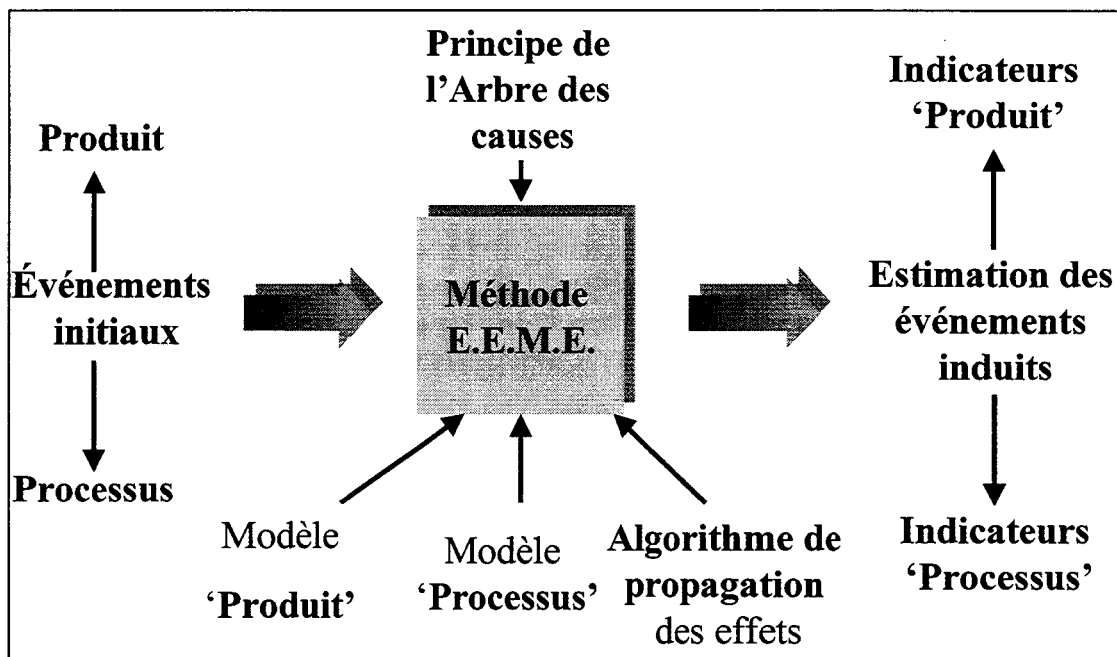 Principe de
l'Arbre des
causes
Produit
Événements
initiaux
Processus
Méthode
E.E.M.E.
Modèle
‘Produit’
Modèle
‘Processus’
Algorithme de
propagation
des effets
Indicateurs
‘Produit’
Estimation des
événements
induits
Indicateurs
‘Processus’